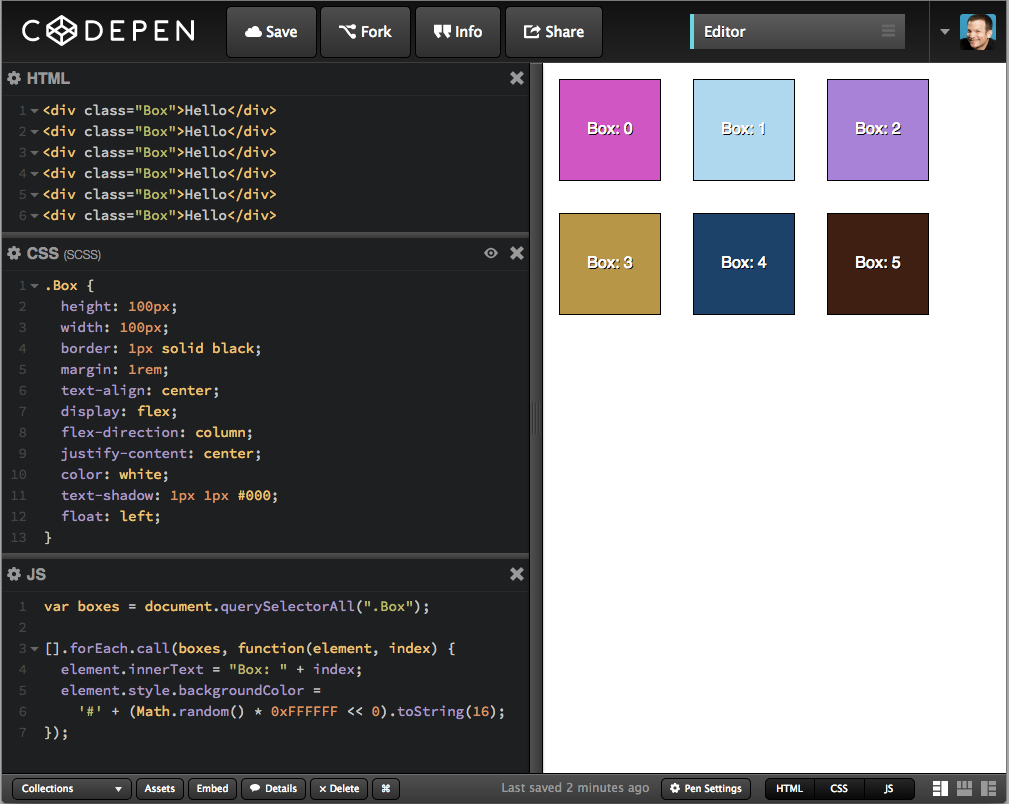 CODEPEN
Save
Fork
Info
Share
Editor
HTML
1 <div class="Box">Hello</div>
2 <div class="Box">Hello</div>
3 <div class="Box">Hello</div>
4 <div class="Box">Hello</div>
5 <div class="Box">Hello</div>
6 <div class="Box">Hello</div>
CSS (SCSS)
1 .Box {
2   height: 100px;
3   width: 100px;
4   border: 1px solid black;
5   margin: 1rem;
6   text-align: center;
7   display: flex;
8   flex-direction: column;
9   justify-content: center;
10   color: white;
11   text-shadow: 1px 1px #000;
12   float: left;
13 }
JS
1 var boxes = document.querySelectorAll(".Box");
2
3 [].forEach.call(boxes, function(element, index) {
4   element.innerText = "Box: " + index;
5   element.style.backgroundColor =
6     '#' + (Math.random() * 0xFFFFFF << 0).toString(16);
7 });
Box: 0
Box: 1
Box: 2
Box: 3
Box: 4
Box: 5
Collections
Assets
Embed
Details
× Delete
⌘
Last saved 2 minutes ago
Pen Settings
HTML
CSS
JS